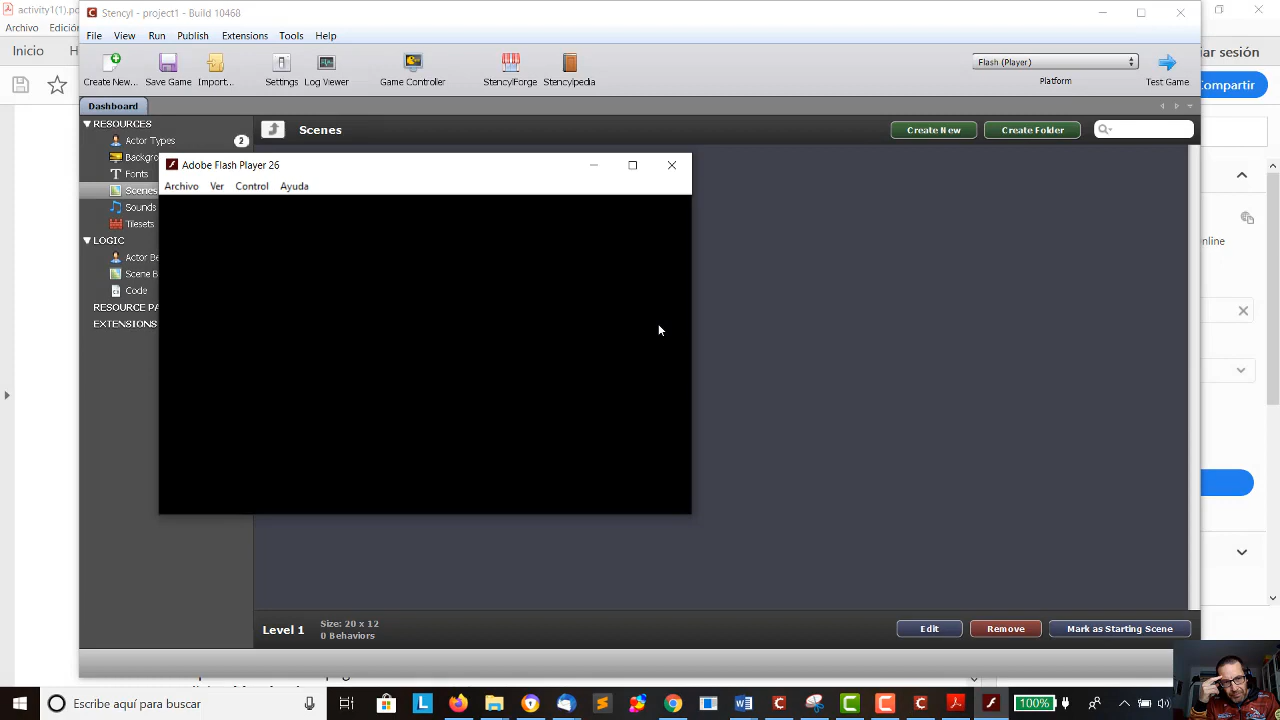 activity1(1).p
Archivo Edición
Inicio
Stencyl - project1 - Build 10468
File View Run Publish Extensions Tools Help
Create New... Save Game Import... Settings Log Viewer Game Controller StencylForge Stencylpedia
Flash (Player)
Platform
Test Game
iar sesión
Compartir
Dashboard
RESOURCES
Actor Types 2
Backgro
Fonts
Scenes
Sounds
Tilesets
LOGIC
Actor Be
Scene B
Code
RESOURCE PA
EXTENSIONS
Scenes
Create New
Create Folder
Adobe Flash Player 26
Archivo Ver Control Ayuda
nline
Level 1
Size: 20 x 12
0 Behaviors
Edit
Remove
Mark as Starting Scene
Escribe aquí para buscar
100%